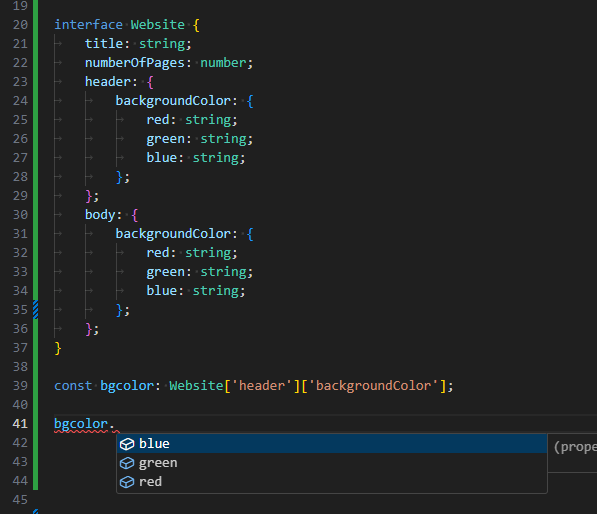 19
20 interface Website {
21 title: string;
22 numberOfPages: number;
23 header: {
24 backgroundColor: {
25 red: string;
26 green: string;
27 blue: string;
28 };
29 };
30 body: {
31 backgroundColor: {
32 red: string;
33 green: string;
34 blue: string;
35 };
36 };
37 }
38
39 const bgcolor: Website['header']['backgroundColor'];
40
41 bgcolor.
42 blue (prope
43 green
44 red
45